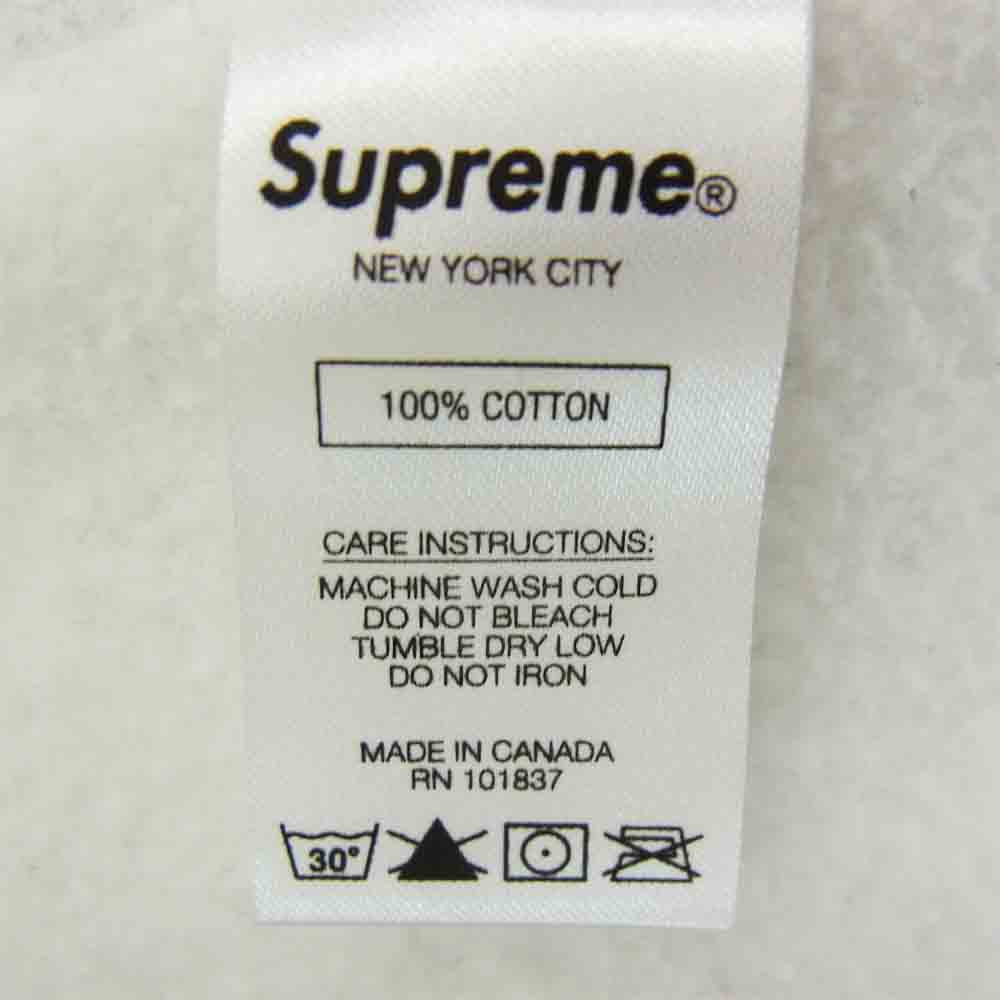 Supreme®
NEW YORK CITY
100% COTTON
CARE INSTRUCTIONS:
MACHINE WASH COLD
DO NOT BLEACH
TUMBLE DRY LOW
DO NOT IRON
MADE IN CANADA
RN 101837
30°